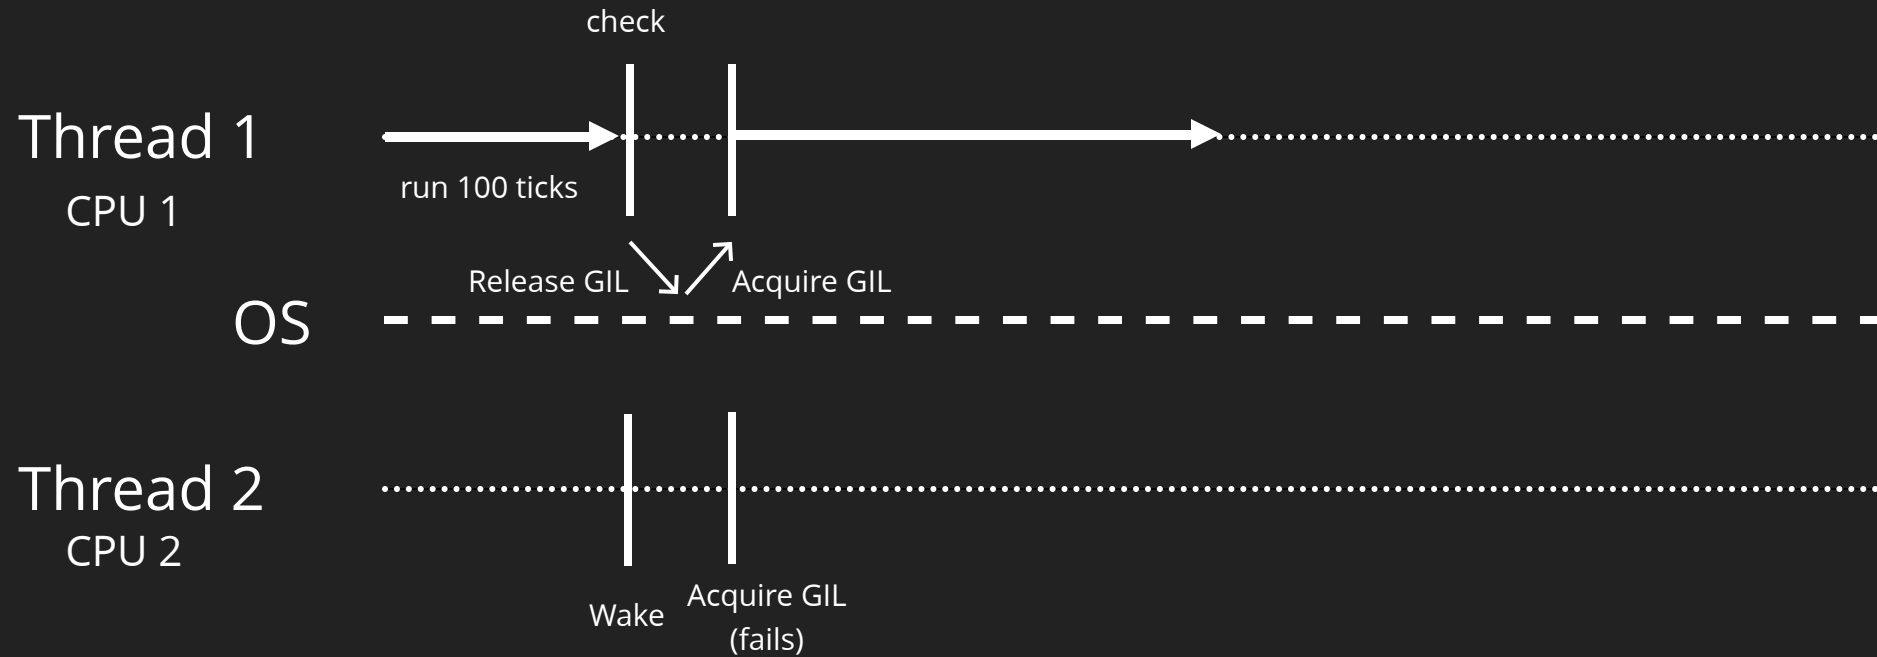 check
Thread 1
run 100 ticks
CPU 1
Release GIL
Acquire GIL
OS
Thread 2
CPU 2
Wake
Acquire GIL
(fails)